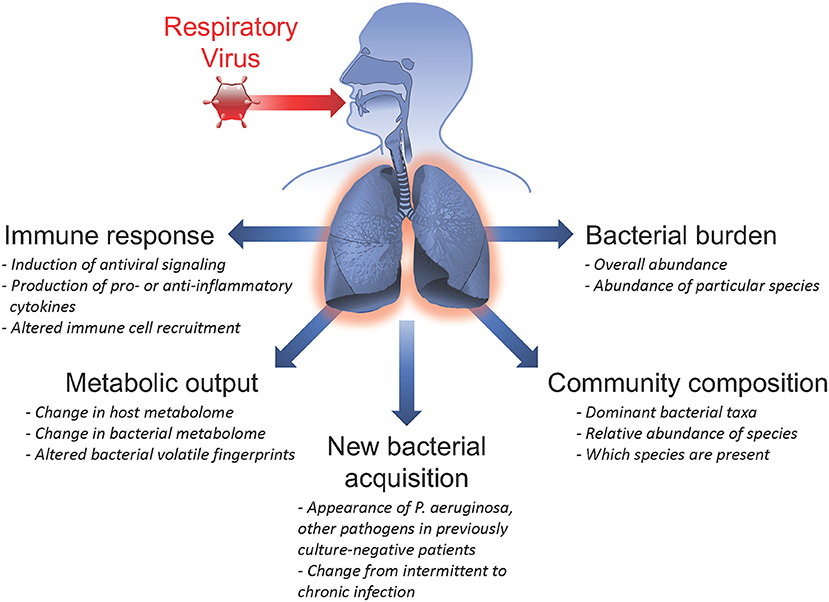 Respiratory
Virus
Immune response
- Induction of antiviral signaling
- Production of pro- or anti-inflammatory
cytokines
- Altered immune cell recruitment
Bacterial burden
- Overall abundance
- Abundance of particular species
Metabolic output
- Change in host metabolome
- Change in bacterial metabolome
- Altered bacterial volatile fingerprints
New bacterial
acquisition
- Appearance of P. aeruginosa,
other pathogens in previously
culture-negative patients
- Change from intermittent to
chronic infection
Community composition
- Dominant bacterial taxa
- Relative abundance of species
- Which species are present